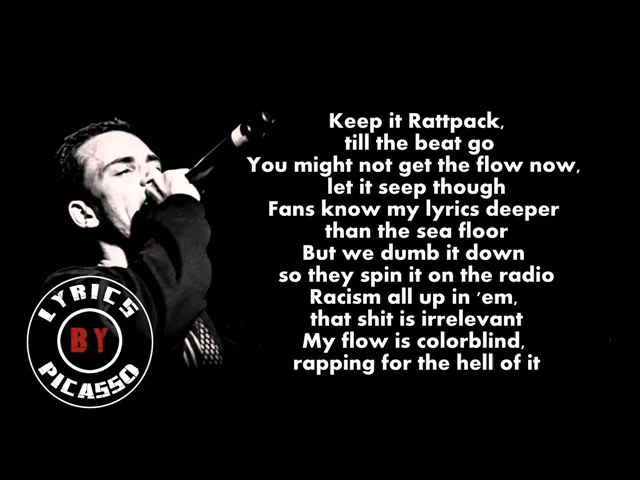 Keep it Rattpack,
till the beat go
You might not get the flow now,
let it seep though
Fans know my lyrics deeper
than the sea floor
But we dumb it down
so they spin it on the radio
Racism all up in 'em,
that shit is irrelevant
My flow is colorblind,
rapping for the hell of it
LYRICS
BY
PICASSO